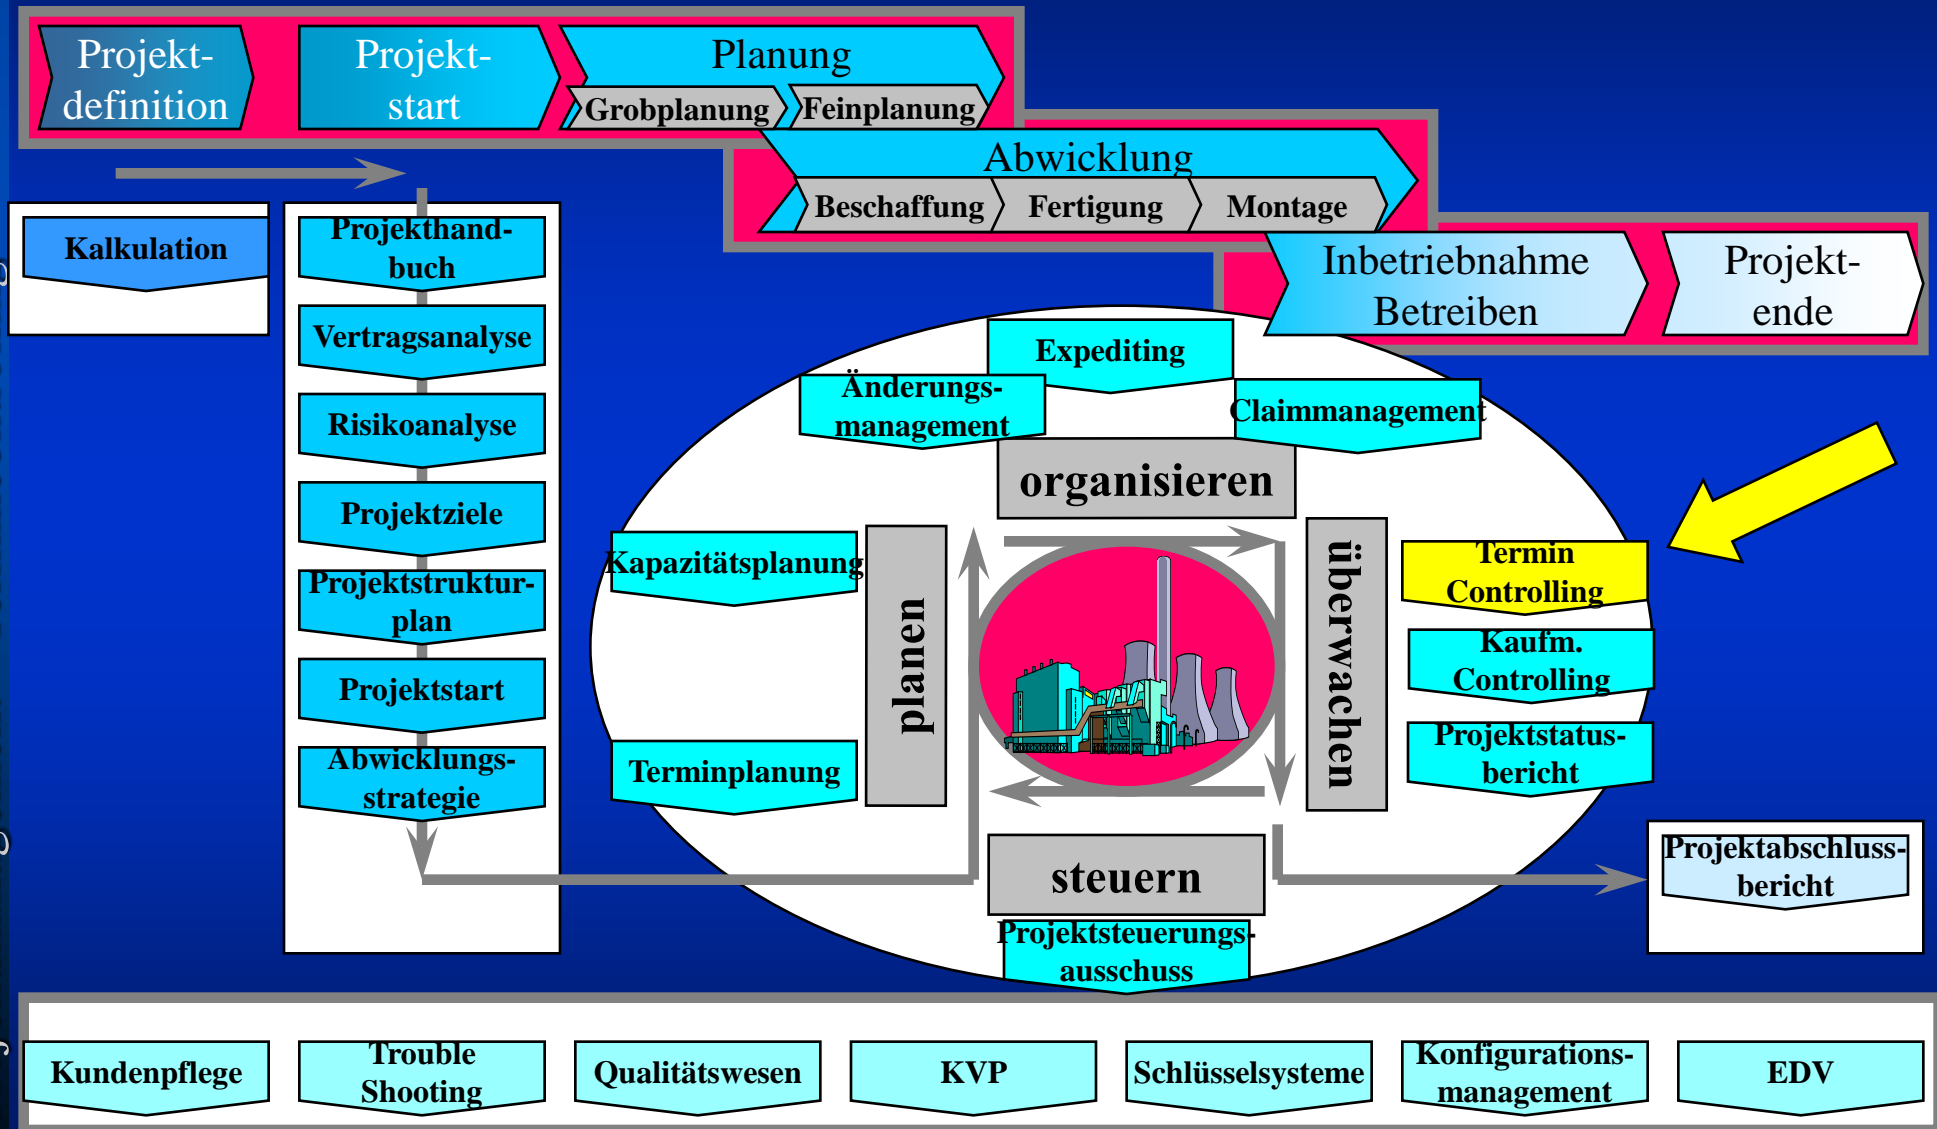 Projekt-
definition
Projekt-
start
Planung
Grobplanung
Feinplanung
Abwicklung
Beschaffung
Fertigung
Montage
Inbetriebnahme
Betreiben
Projekt-
ende
Kalkulation
Projekthand-
buch
Vertragsanalyse
Risikoanalyse
Projektziele
Projektstruktur-
plan
Projektstart
Abwicklungs-
strategie
Expediting
Änderungs-
management
Claimmanagement
organisieren
Kapazitätsplanung
planen
überwachen
Termin
Controlling
Kaufm.
Controlling
Terminplanung
Projektstatus-
bericht
steuern
Projektsteuerungs-
ausschuss
Projektabschluss-
bericht
Kundenpflege
Trouble
Shooting
Qualitätswesen
KVP
Schlüsselsysteme
Konfigurations-
management
EDV